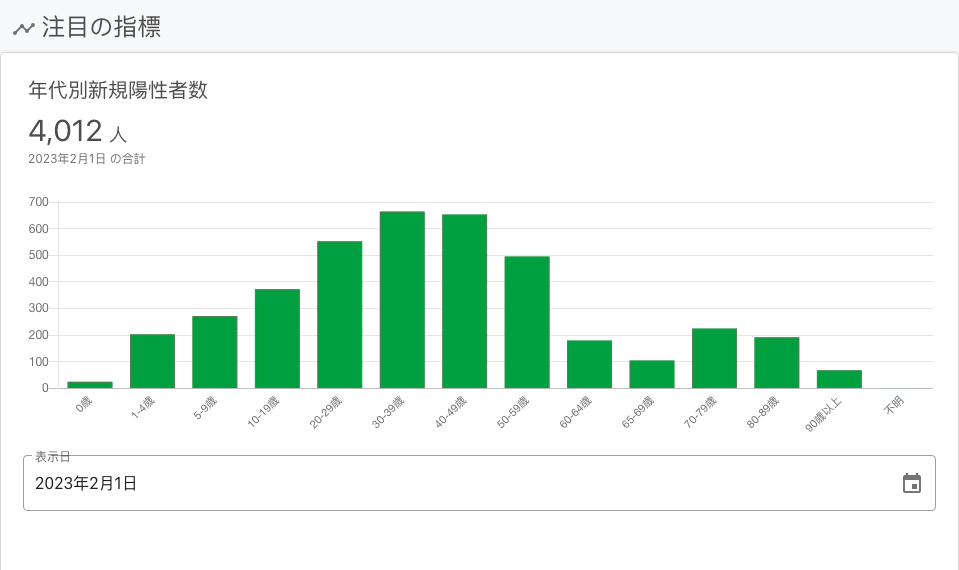 注目の指標
年代別新規陽性者数
4,012 人
2023年2月1日 の合計
700
600
500
400
300
200
100
0
0歳
1-4歳
5-9歳
10-19歳
20-29歳
30-39歳
40-49歳
50-59歳
60-64歳
65-69歳
70-79歳
80-89歳
90歳以上
不明
表示日
2023年2月1日